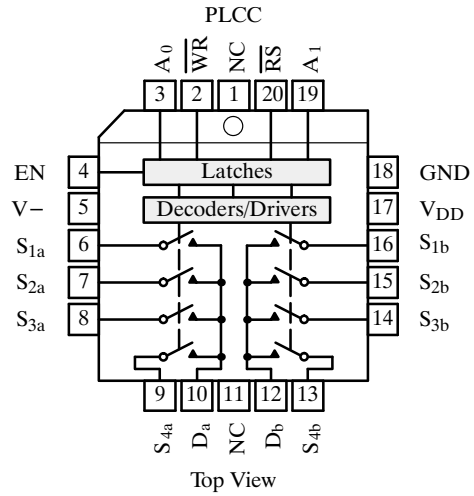 PLCC
A0 WR NC RS A1
3 2 1 20 19
EN 4 Latches 18 GND
V− 5 Decoders/Drivers 17 VDD
S1a 6 16 S1b
S2a 7 15 S2b
S3a 8 14 S3b
9 10 11 12 13
S4a Da NC Db S4b
Top View